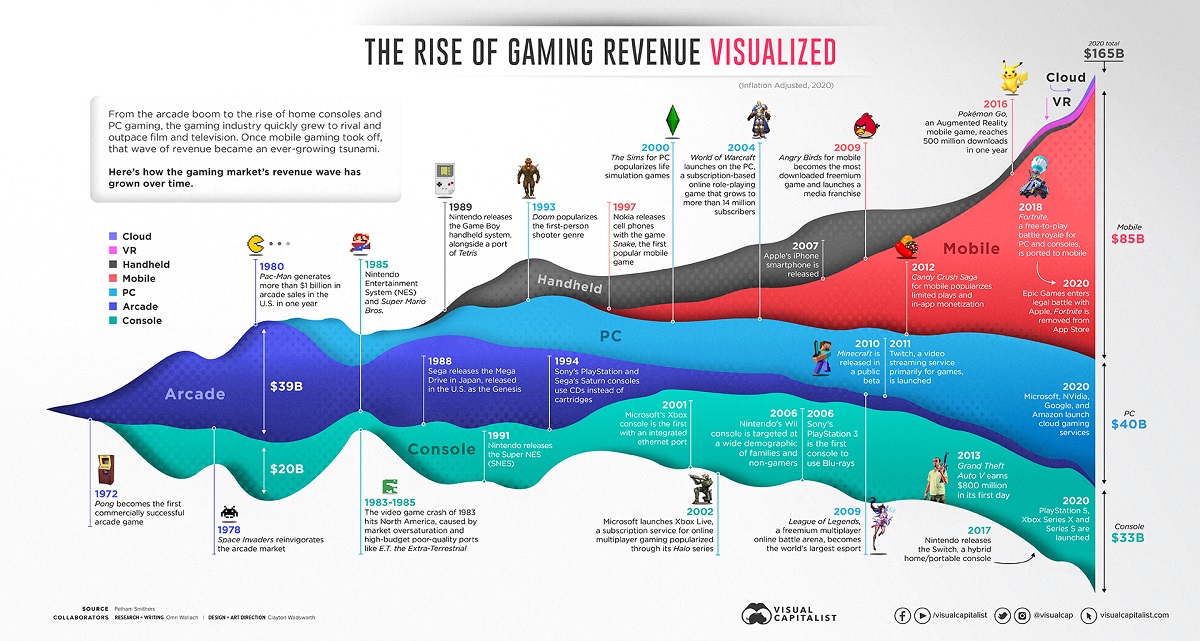 THE RISE OF GAMING REVENUE VISUALIZED
(Inflation Adjusted, 2020)
From the arcade boom to the rise of home consoles and
PC gaming, the gaming industry quickly grew to rival and
outpace film and television. Once mobile gaming took off,
that wave of revenue became an ever-growing tsunami.
Here's how the gaming market's revenue wave has
grown over time.
Cloud
VR
Handheld
Mobile
PC
Arcade
Console
1972
Pong becomes the first
commercially successful
arcade game
1978
Space Invaders reinvigorates
the arcade market
1980
Pac-Man generates
more than $1 billion in
arcade sales in the
U.S. in one year
1985
Nintendo
Entertainment
System (NES)
and Super Mario
Bros.
1983-1985
The video game crash of 1983
hits North America, caused by
market oversaturation and
high-budget poor-quality ports
like E.T. the Extra-Terrestrial
1989
Nintendo releases
the Game Boy
handheld system,
alongside a port
of Tetris
1993
Doom popularizes
the first-person
shooter genre
1997
Nokia releases
cell phones
with the game
Snake, the first
popular mobile
game
2000
The Sims for PC
popularizes life
simulation games
2004
World of Warcraft
launches on the PC,
a subscription-based
online role-playing
game that grows to
more than 14 million
subscribers
2009
Angry Birds for mobile
becomes the most
downloaded freemium
game and launches a
media franchise
2016
Pokémon Go,
an Augmented Reality
mobile game, reaches
500 million downloads
in one year
2020 total
$165B
Cloud
VR
2007
Apple's iPhone
smartphone is
released
2012
Candy Crush Saga
for mobile popularizes
limited plays and
in-app monetization
2018
Fortnite,
a free-to-play
battle royale for
PC and consoles,
is ported to mobile
2020
Epic Games enters
legal battle with
Apple, Fortnite is
removed from
App Store
Handheld
Mobile
PC
Arcade
Console
$39B
$20B
1988
Sega releases the Mega
Drive in Japan, released
in the U.S. as the Genesis
1994
Sony's PlayStation and
Sega's Saturn consoles
use CDs instead of
cartridges
1991
Nintendo releases
the Super NES
(SNES)
2010
Minecraft is
released in
a public
beta
2011
Twitch, a video
streaming service
primarily for games,
is launched
2001
Microsoft's Xbox
console is the first
with an integrated
ethernet port
2002
Microsoft launches Xbox Live,
a subscription service for online
multiplayer gaming popularized
through its Halo series
2006
Nintendo's Wii
console is targeted at
a wide demographic
of families and
non-gamers
2006
Sony's
PlayStation 3
is the first
console to
use Blu-rays
2009
League of Legends,
a freemium multiplayer
online battle arena, becomes
the world's largest esport
2013
Grand Theft
Auto V earns
$800 million
in its first day
2017
Nintendo releases
the Switch, a hybrid
home/portable console
2020
Microsoft, NVidia,
Google, and
Amazon launch
cloud gaming
services
2020
PlayStation 5,
Xbox Series X and
Series S are
launched
Mobile
$85B
PC
$40B
Console
$33B
SOURCE Pelham Smithers
COLLABORATORS RESEARCH + WRITING Omri Wallach | DESIGN + ART DIRECTION Clayton Wadsworth
VISUAL
CAPITALIST
/visualcapitalist
@visualcap
visualcapitalist.com